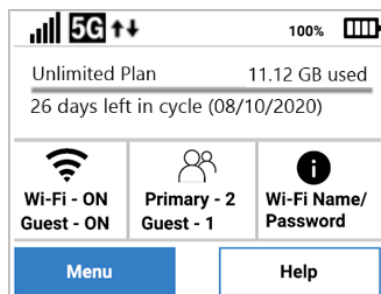 5G 100%
Unlimited Plan 11.12 GB used
26 days left in cycle (08/10/2020)
Wi-Fi - ON Primary - 2 Wi-Fi Name/
Guest - ON Guest - 1 Password
Menu Help